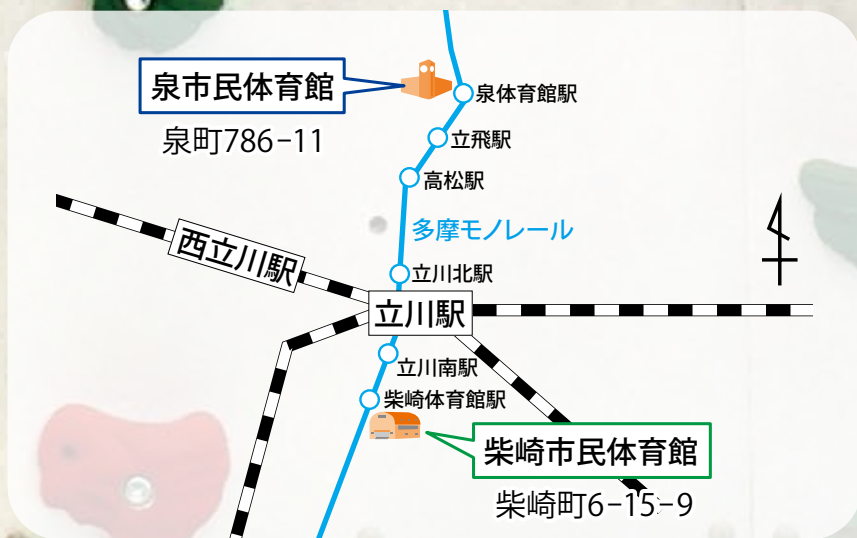 泉市民体育館
泉町786-11
泉体育館駅
立飛駅
高松駅
多摩モノレール
西立川駅
立川北駅
立川駅
立川南駅
柴崎体育館駅
柴崎市民体育館
柴崎町6-15-9